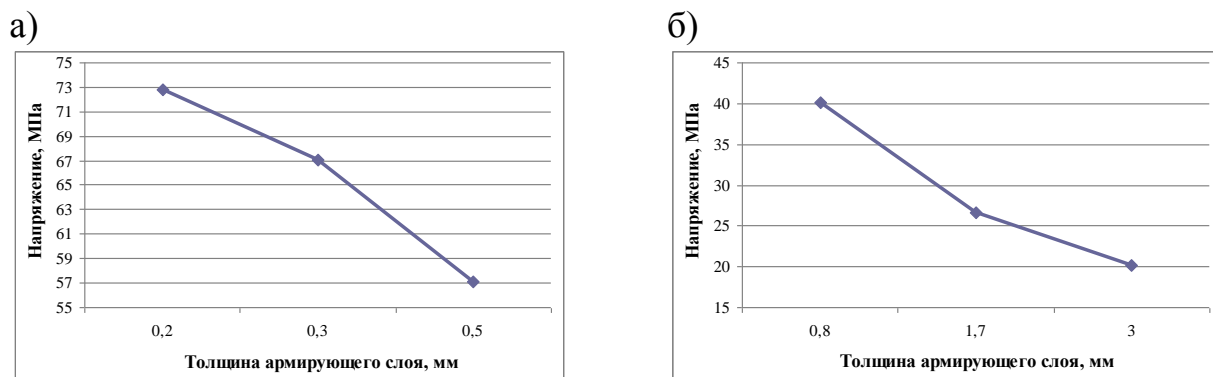 а)
Напряжение, МПа
75
73
71
69
67
65
63
61
59
57
55
0,2 0,3 0,5
Толщина армирующего слоя, мм
б)
Напряжение, МПа
45
40
35
30
25
20
15
0,8 1,7 3
Толщина армирующего слоя, мм